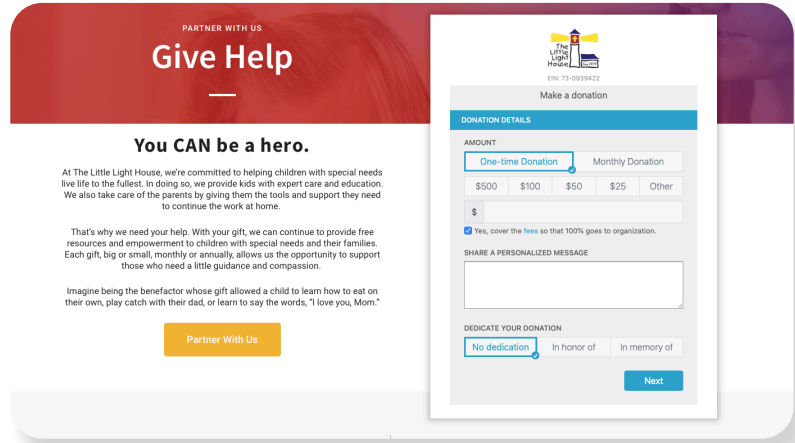 PARTNER WITH US
Give Help
You CAN be a hero.
At The Little Light House, we're committed to helping children with special needs
live life to the fullest. In doing so, we provide kids with expert care and education.
We also take care of the parents by giving them the tools and support they need
to continue the work at home.
That's why we need your help. With your gift, we can continue to provide free
resources and empowerment to children with special needs and their families.
Each gift, big or small, monthly or annually, allows us the opportunity to support
those who need a little guidance and compassion.
Imagine being the benefactor whose gift allowed a child to learn how to eat on
their own, play catch with their dad, or learn to say the words, "I love you, Mom."
Partner With Us
The
Little
Light
House
EIN: 73-0939422
Make a donation
DONATION DETAILS
AMOUNT
One-time Donation Monthly Donation
$500 $100 $50 $25 Other
$
Yes, cover the fees so that 100% goes to organization.
SHARE A PERSONALIZED MESSAGE
DEDICATE YOUR DONATION
No dedication In honor of In memory of
Next